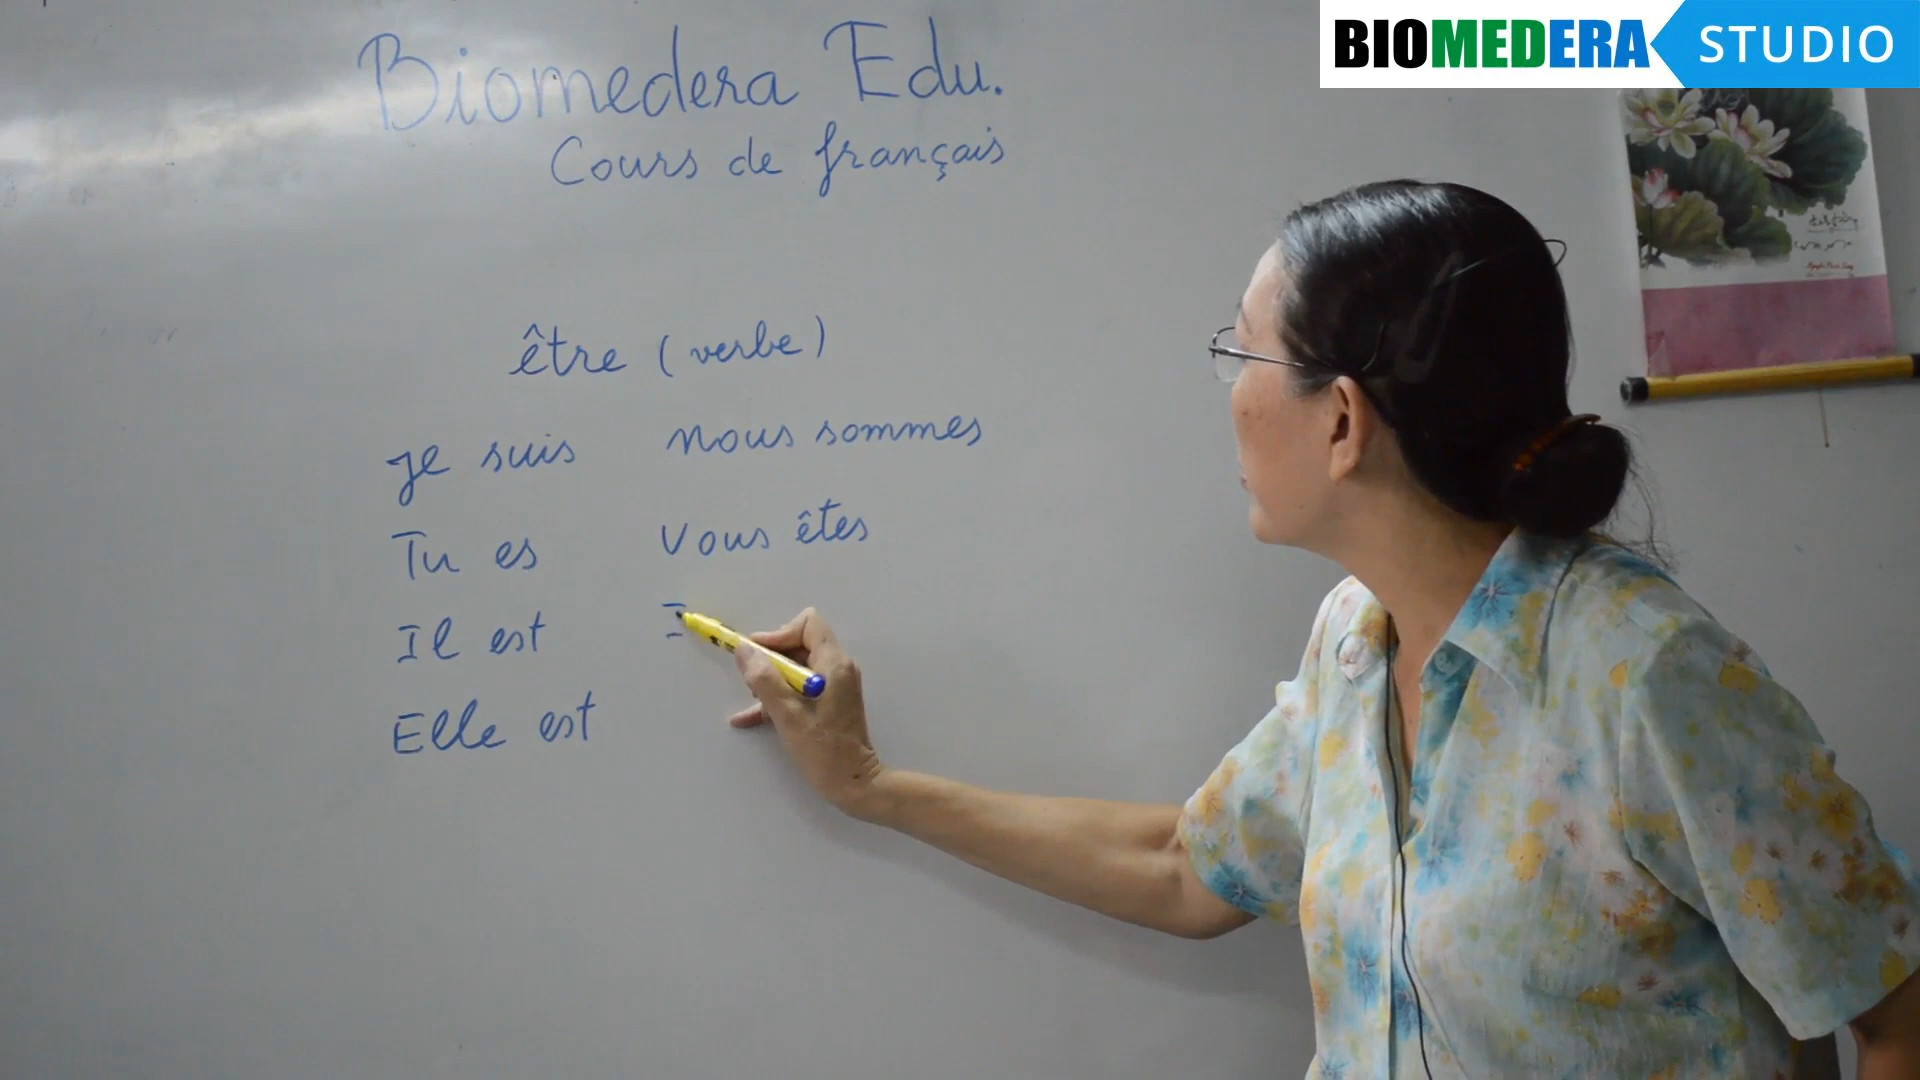 BIOMEDERA STUDIO
Biomedera Edu.
Cours de français
être (verbe)
je suis nous sommes
Tu es Vous êtes
Il est I
Elle est